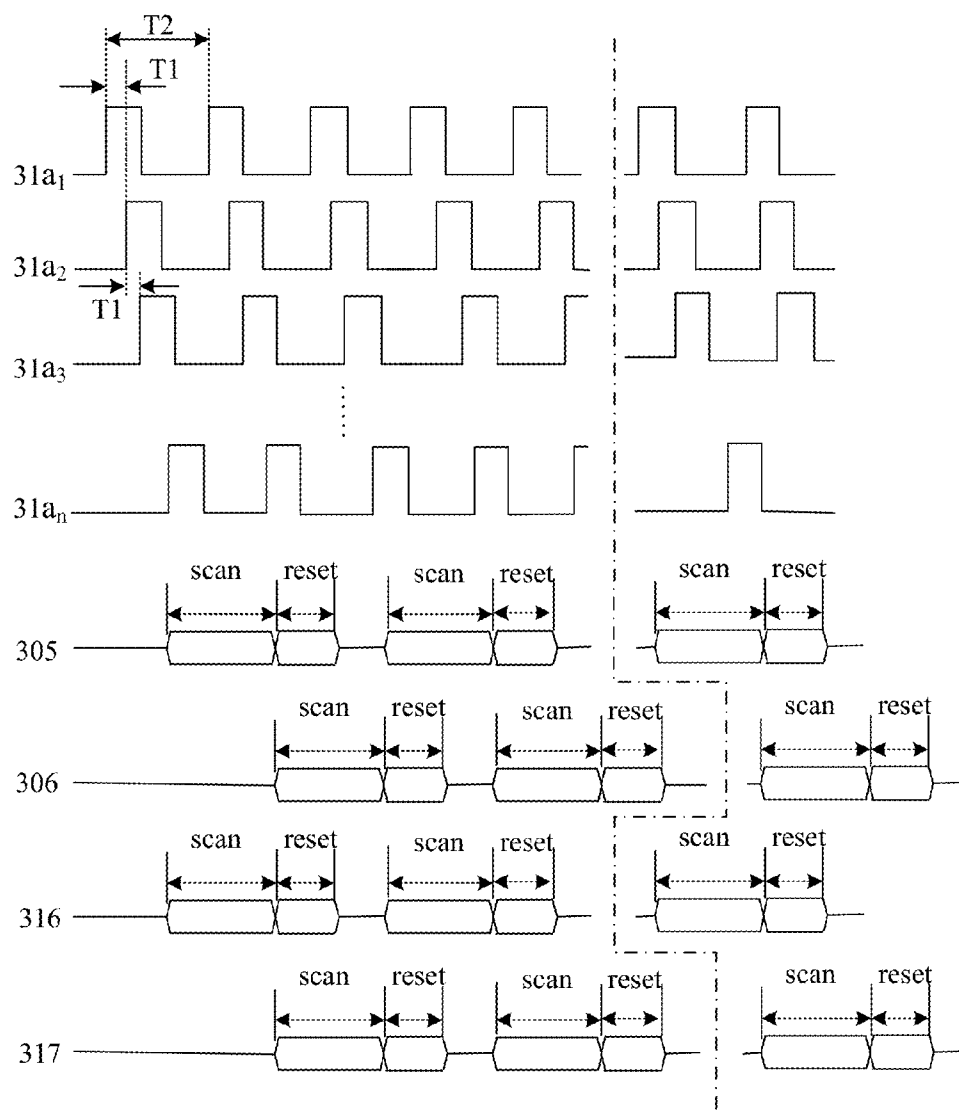 T2
T1
31a₁
31a₂
T1
31a₃
31aₙ
scan reset scan reset scan reset
305
scan reset scan reset scan reset
306
scan reset scan reset scan reset
316
scan reset scan reset scan reset
317